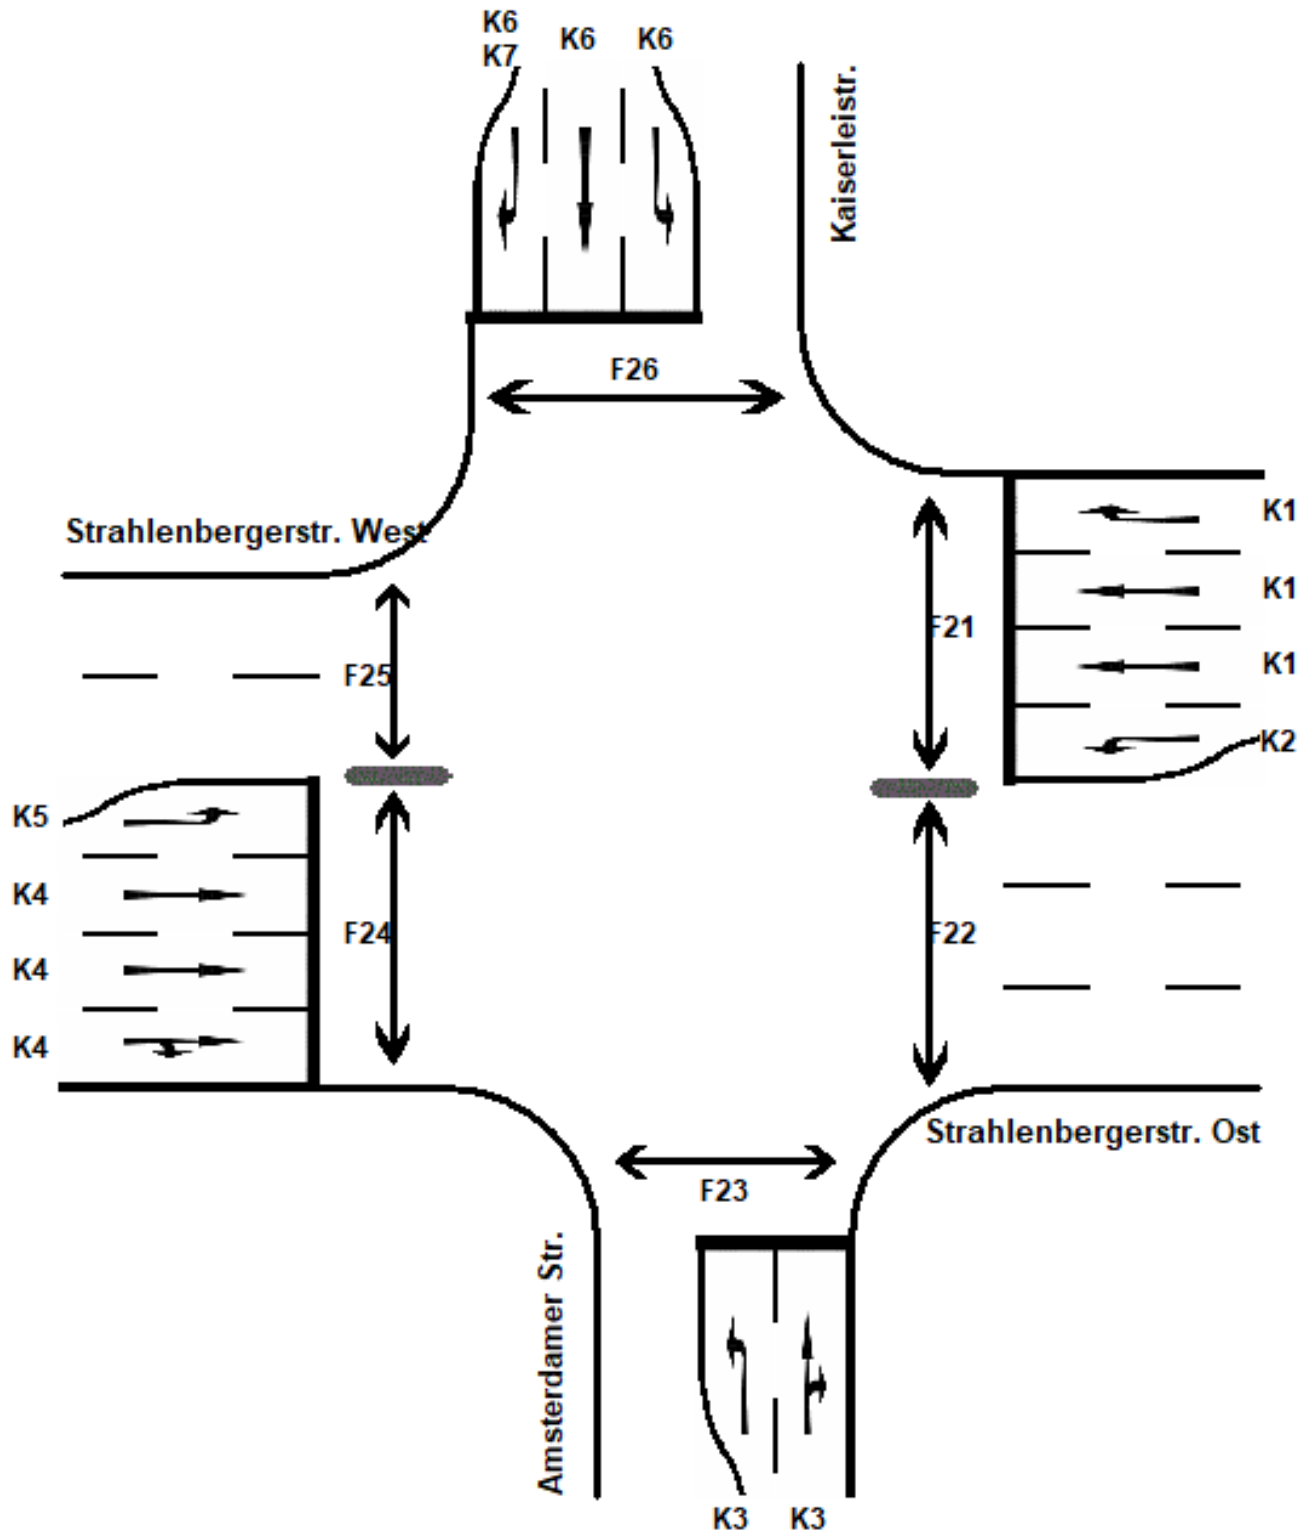 K6
K7
K6
K6
Kaiserleistr.
F26
Strahlenbergerstr. West
K1
K1
F21
F25
K1
K2
K5
K4
F24
F22
K4
K4
Strahlenbergerstr. Ost
F23
Amsterdamer Str.
K3
K3